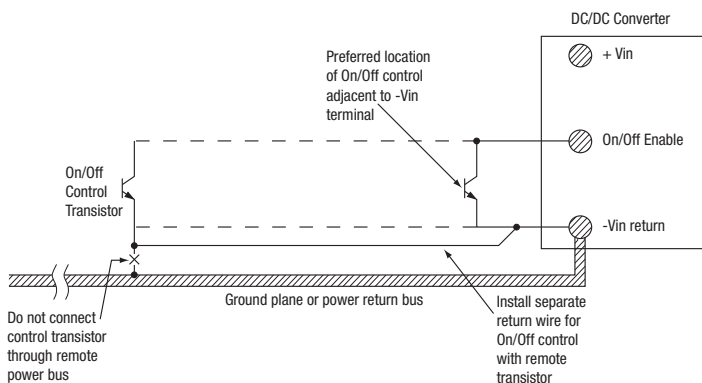 DC/DC Converter
+ Vin
Preferred location
of On/Off control
adjacent to -Vin
terminal
On/Off Enable
On/Off
Control
Transistor
-Vin return
Ground plane or power return bus
Do not connect
control transistor
through remote
power bus
Install separate
return wire for
On/Off control
with remote
transistor